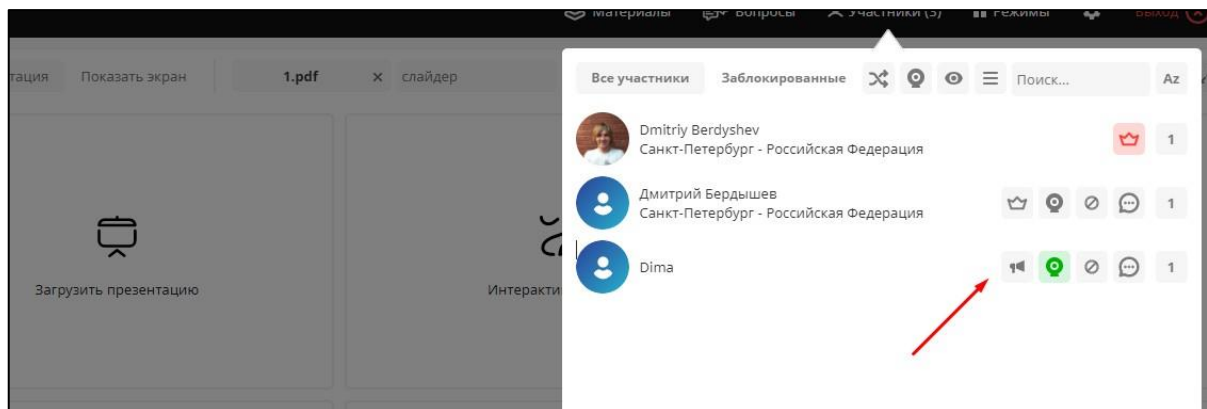 Материалы Вопросы Участники (3) Режимы Выход
тация Показать экран 1.pdf × слайдер
Все участники Заблокированные Поиск... Az
Dmitriy Berdyshev
Санкт-Петербург - Российская Федерация
1
Дмитрий Бердышев
Санкт-Петербург - Российская Федерация
1
Dima
1
Загрузить презентацию
Интеракти